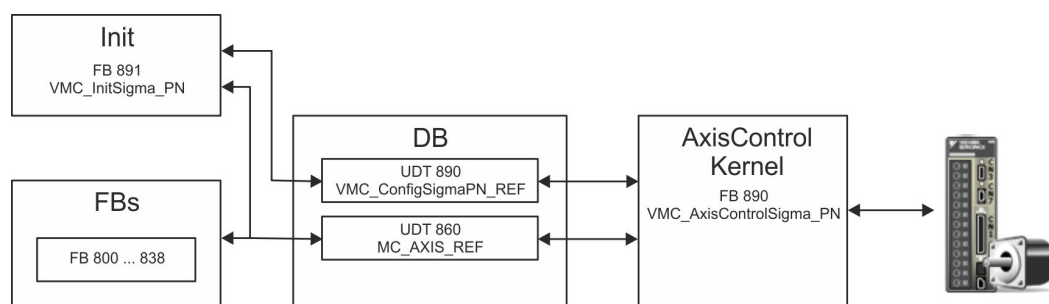 Init
FB 891
VMC_InitSigma_PN
FBs
FB 800 ... 838
DB
UDT 890
VMC_ConfigSigmaPN_REF
UDT 860
MC_AXIS_REF
AxisControl
Kernel
FB 890
VMC_AxisControlSigma_PN